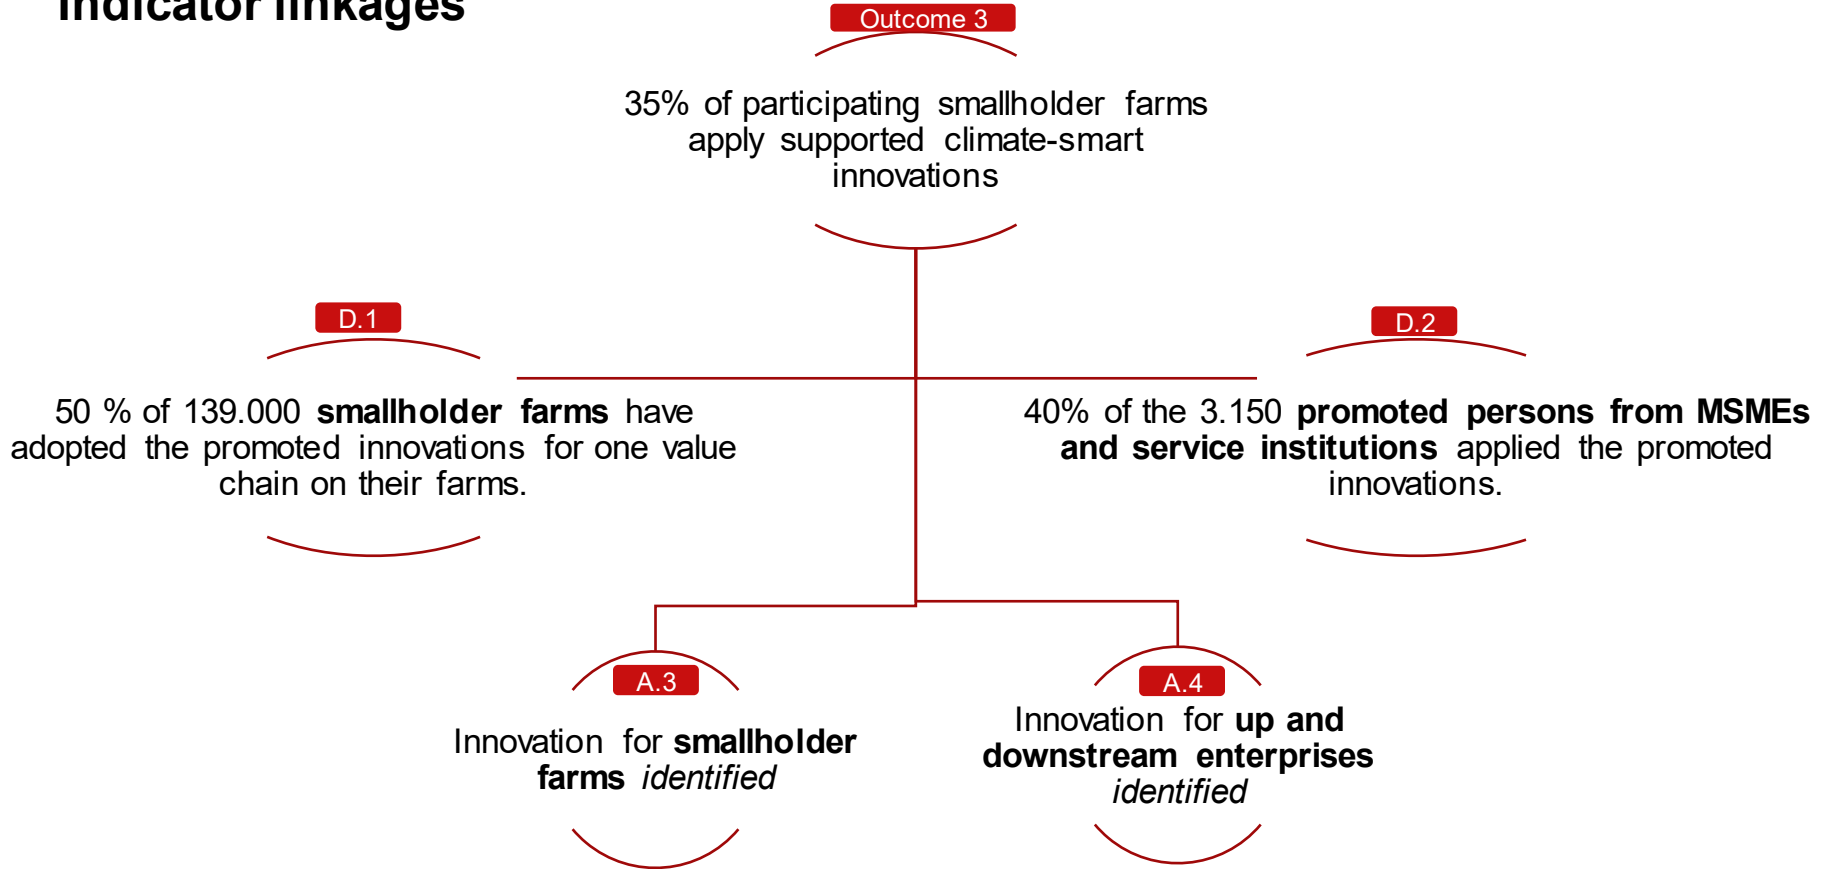 Indicator linkages
Outcome 3
35% of participating smallholder farms
apply supported climate-smart
innovations
D.1
50 % of 139.000 smallholder farms have
adopted the promoted innovations for one value
chain on their farms.
D.2
40% of the 3.150 promoted persons from MSMEs
and service institutions applied the promoted
innovations.
A.3
Innovation for smallholder
farms identified
A.4
Innovation for up and
downstream enterprises
identified